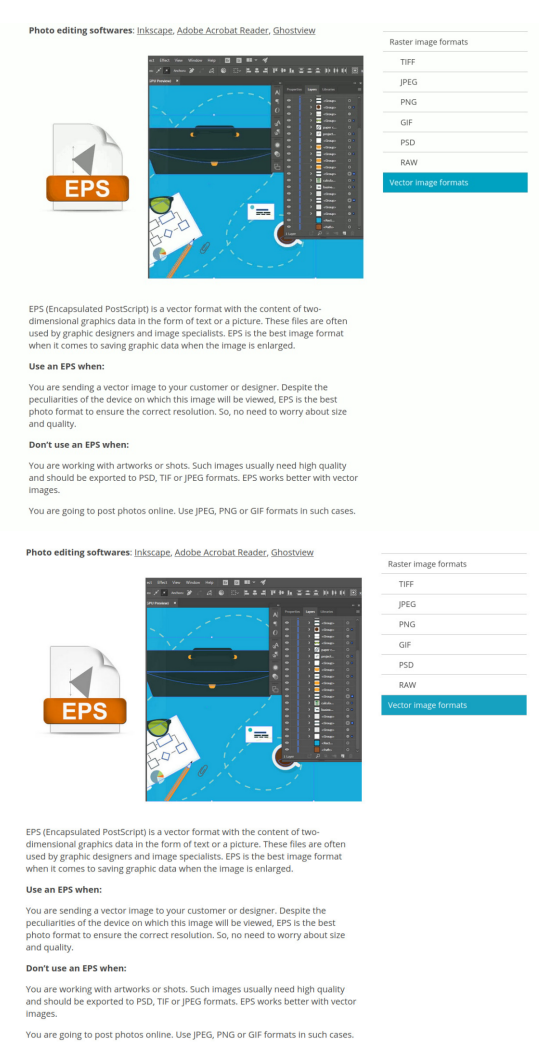 Photo editing softwares: Inkscape, Adobe Acrobat Reader, Ghostview
Raster image formats
TIFF
JPEG
PNG
GIF
PSD
RAW
Vector image formats
EPS
Properties Layers Libraries
EPS (Encapsulated PostScript) is a vector format with the content of two-
dimensional graphics data in the form of text or a picture. These files are often
used by graphic designers and image specialists. EPS is the best image format
when it comes to saving graphic data when the image is enlarged.
Use an EPS when:
You are sending a vector image to your customer or designer. Despite the
peculiarities of the device on which this image will be viewed, EPS is the best
photo format to ensure the correct resolution. So, no need to worry about size
and quality.
Don't use an EPS when:
You are working with artworks or shots. Such images usually need high quality
and should be exported to PSD, TIF or JPEG formats. EPS works better with vector
images.
You are going to post photos online. Use JPEG, PNG or GIF formats in such cases.
Photo editing softwares: Inkscape, Adobe Acrobat Reader, Ghostview
Raster image formats
TIFF
JPEG
PNG
GIF
PSD
RAW
Vector image formats
EPS
Properties Layers Libraries
EPS (Encapsulated PostScript) is a vector format with the content of two-
dimensional graphics data in the form of text or a picture. These files are often
used by graphic designers and image specialists. EPS is the best image format
when it comes to saving graphic data when the image is enlarged.
Use an EPS when:
You are sending a vector image to your customer or designer. Despite the
peculiarities of the device on which this image will be viewed, EPS is the best
photo format to ensure the correct resolution. So, no need to worry about size
and quality.
Don't use an EPS when:
You are working with artworks or shots. Such images usually need high quality
and should be exported to PSD, TIF or JPEG formats. EPS works better with vector
images.
You are going to post photos online. Use JPEG, PNG or GIF formats in such cases.